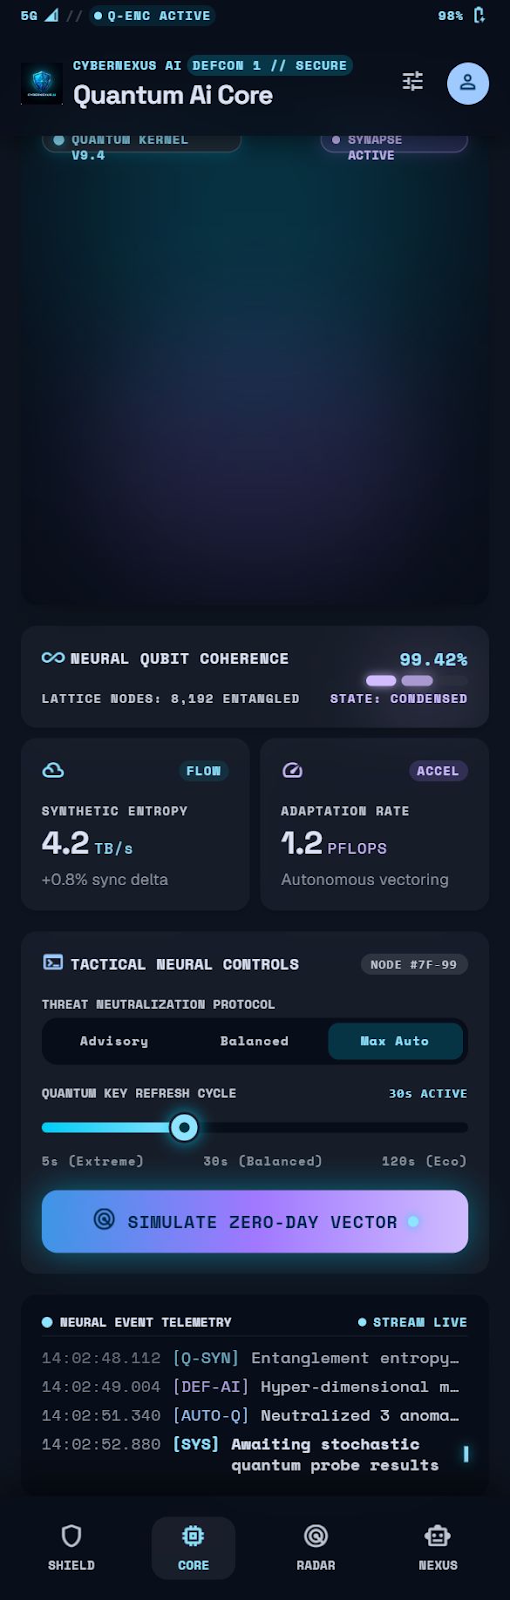 5G // Q-ENC ACTIVE 98%
CYBERNEXUS AI DEFCON 1 // SECURE
Quantum Ai Core
QUANTUM KERNEL V9.4
SYNAPSE ACTIVE
NEURAL QUBIT COHERENCE 99.42%
LATTICE NODES: 8,192 ENTANGLED STATE: CONDENSED
FLOW
SYNTHETIC ENTROPY
4.2 TB/s
+0.8% sync delta
ACCEL
ADAPTATION RATE
1.2 PFLOPS
Autonomous vectoring
TACTICAL NEURAL CONTROLS NODE #7F-99
THREAT NEUTRALIZATION PROTOCOL
Advisory Balanced Max Auto
QUANTUM KEY REFRESH CYCLE 30s ACTIVE
5s (Extreme) 30s (Balanced) 120s (Eco)
SIMULATE ZERO-DAY VECTOR
NEURAL EVENT TELEMETRY STREAM LIVE
14:02:48.112 [Q-SYN] Entanglement entropy…
14:02:49.004 [DEF-AI] Hyper-dimensional m…
14:02:51.340 [AUTO-Q] Neutralized 3 anoma…
14:02:52.880 [SYS] Awaiting stochastic
quantum probe results
SHIELD CORE RADAR NEXUS